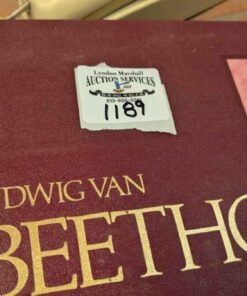 Lyndon Marshall
AUCTION SERVICES
1189
DWIG VAN
BEETHO